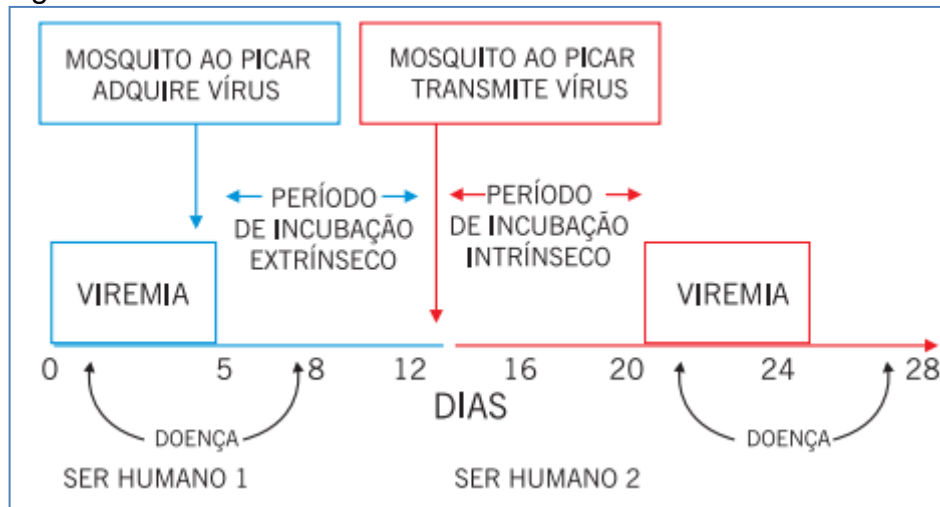 MOSQUITO AO PICAR
ADQUIRE VÍRUS
MOSQUITO AO PICAR
TRANSMITE VÍRUS
PERÍODO
DE INCUBAÇÃO
EXTRÍNSECO
PERÍODO
DE INCUBAÇÃO
INTRÍNSECO
VIREMIA
VIREMIA
0 5 8 12 16 20 24 28
DIAS
DOENÇA
DOENÇA
SER HUMANO 1
SER HUMANO 2